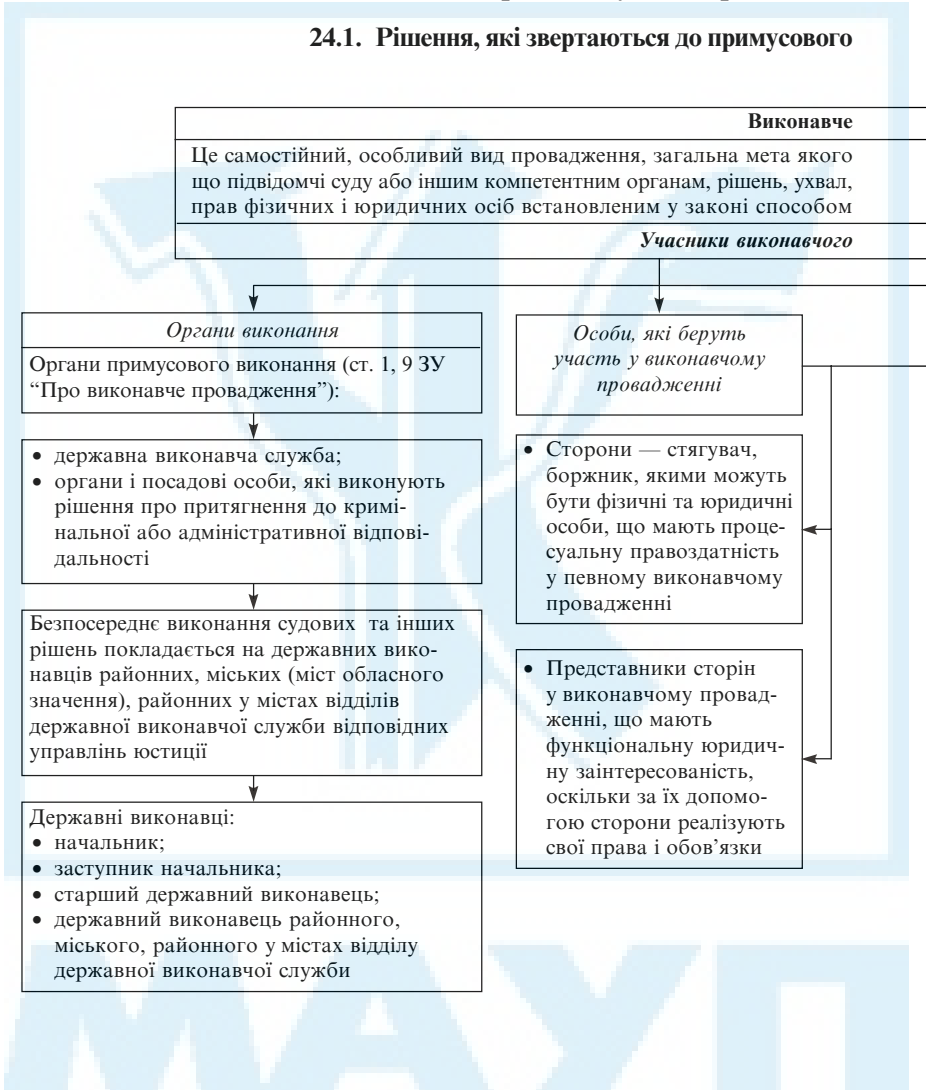 24.1. Рішення, які звертаються до примусового
Виконавче
Це самостійний, особливий вид провадження, загальна мета якого
що підвідомчі суду або іншим компетентним органам, рішень, ухвал,
прав фізичних і юридичних осіб встановленим у законі способом
Учасники виконавчого
Органи виконання
Органи примусового виконання (ст. 1, 9 ЗУ
“Про виконавче провадження”):
• державна виконавча служба;
• органи і посадові особи, які виконують
рішення про притягнення до кримі-
нальної або адміністративної відпові-
дальності
Безпосереднє виконання судових та інших
рішень покладається на державних вико-
навців районних, міських (міст обласного
значення), районних у містах відділів
державної виконавчої служби відповідних
управлінь юстиції
Державні виконавці:
• начальник;
• заступник начальника;
• старший державний виконавець;
• державний виконавець районного,
міського, районного у містах відділу
державної виконавчої служби
Особи, які беруть
участь у виконавчому
провадженні
• Сторони — стягувач,
боржник, якими можуть
бути фізичні та юридичні
особи, що мають проце-
суальну правоздатність
у певному виконавчому
провадженні
• Представники сторін
у виконавчому провад-
женні, що мають
функціональну юридич-
ну заінтересованість,
оскільки за їх допомо-
гою сторони реалізують
свої права і обов’язки
МАУП